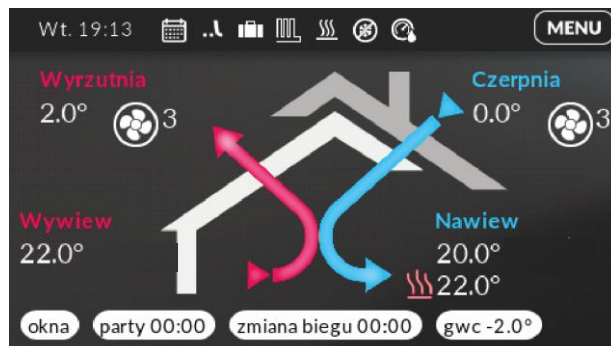 Wt. 19:13 MENU
Wyrzutnia Czerpnia
2.0° 3 0.0° 3
Wywiew Nawiew
22.0° 20.0°
22.0°
okna party 00:00 zmiana biegu 00:00 gwc -2.0°